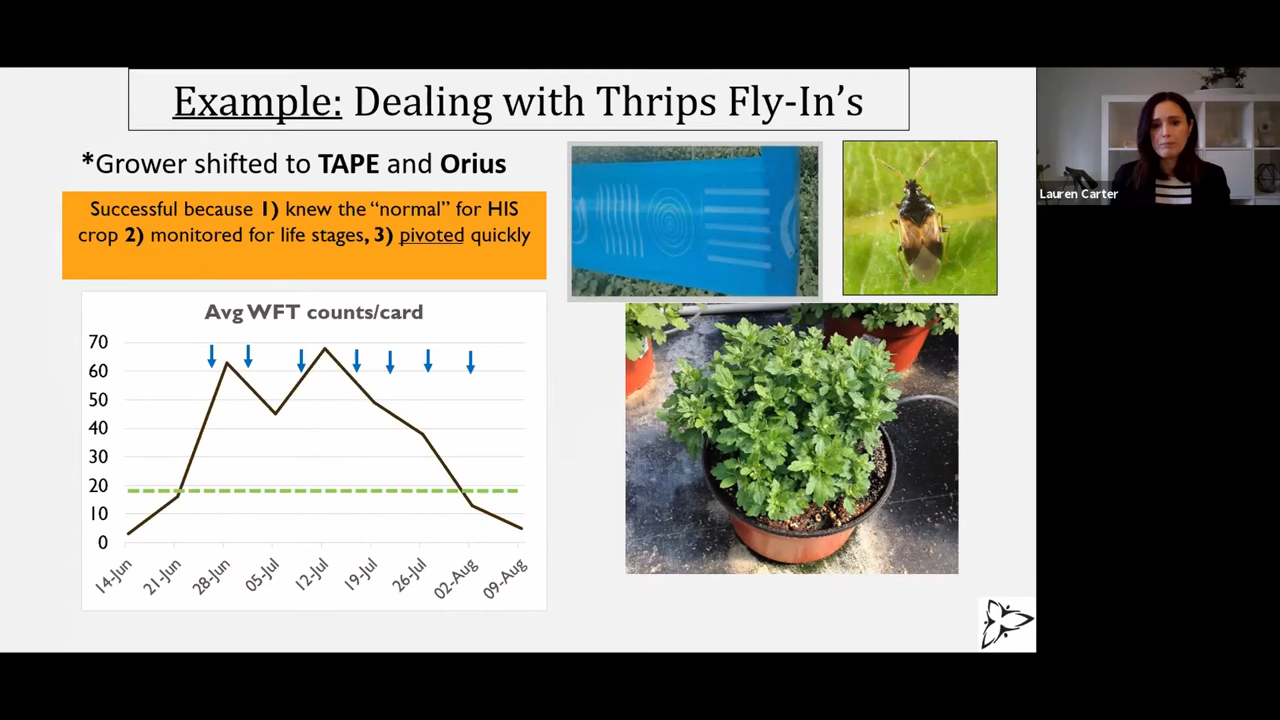 Example: Dealing with Thrips Fly-In's
*Grower shifted to TAPE and Orius
Successful because 1) knew the "normal" for HIS
crop 2) monitored for life stages, 3) pivoted quickly
Avg WFT counts/card
70
60
50
40
30
20
10
0
14-Jun
21-Jun
28-Jun
05-Jul
12-Jul
19-Jul
26-Jul
02-Aug
09-Aug
Lauren Carter